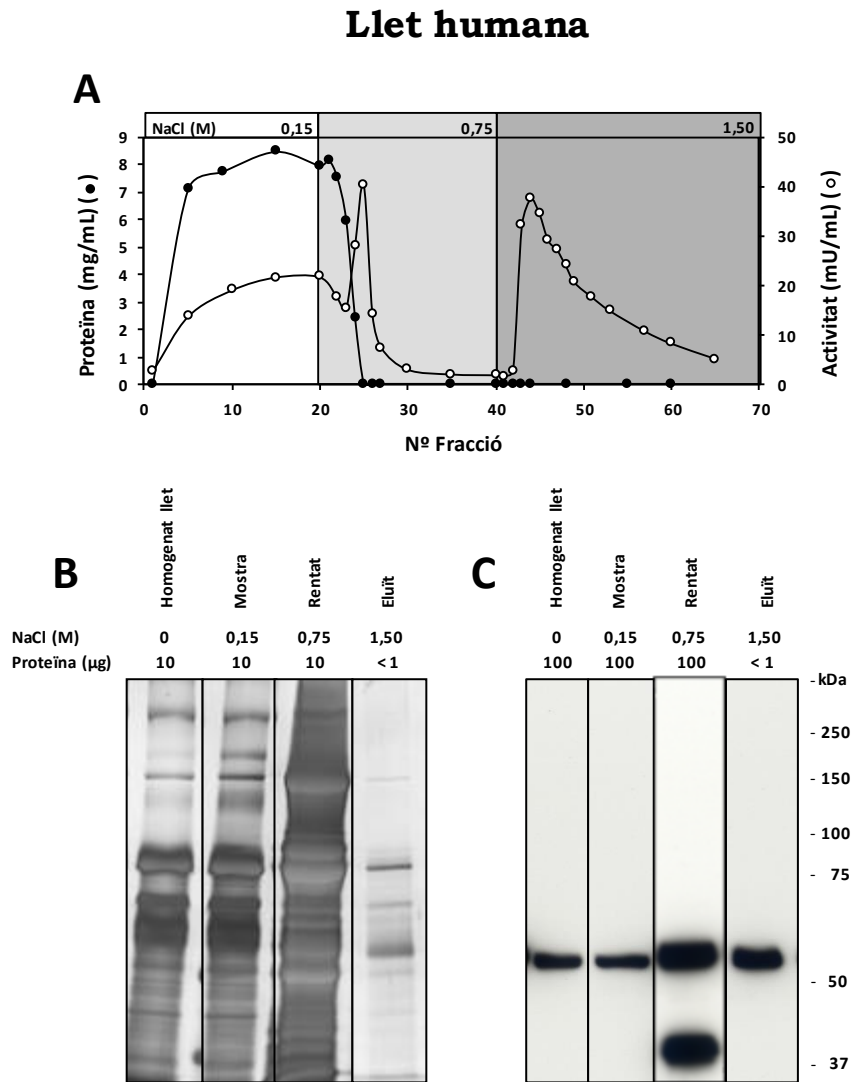 Llet humana
A
NaCl (M) 0,15 0,75 1,50
Proteïna (mg/mL) (●)
9
8
7
6
5
4
3
2
1
0
50
40
30
20
10
0
Activitat (mU/mL) (○)
0 10 20 30 40 50 60 70
Nº Fracció
B
Homogenat llet
Mostra
Rentat
Eluït
NaCl (M) 0 0,15 0,75 1,50
Proteïna (µg) 10 10 10 < 1
C
Homogenat llet
Mostra
Rentat
Eluït
0 0,15 0,75 1,50
100 100 100 < 1
- kDa
- 250
- 150
- 100
- 75
- 50
- 37